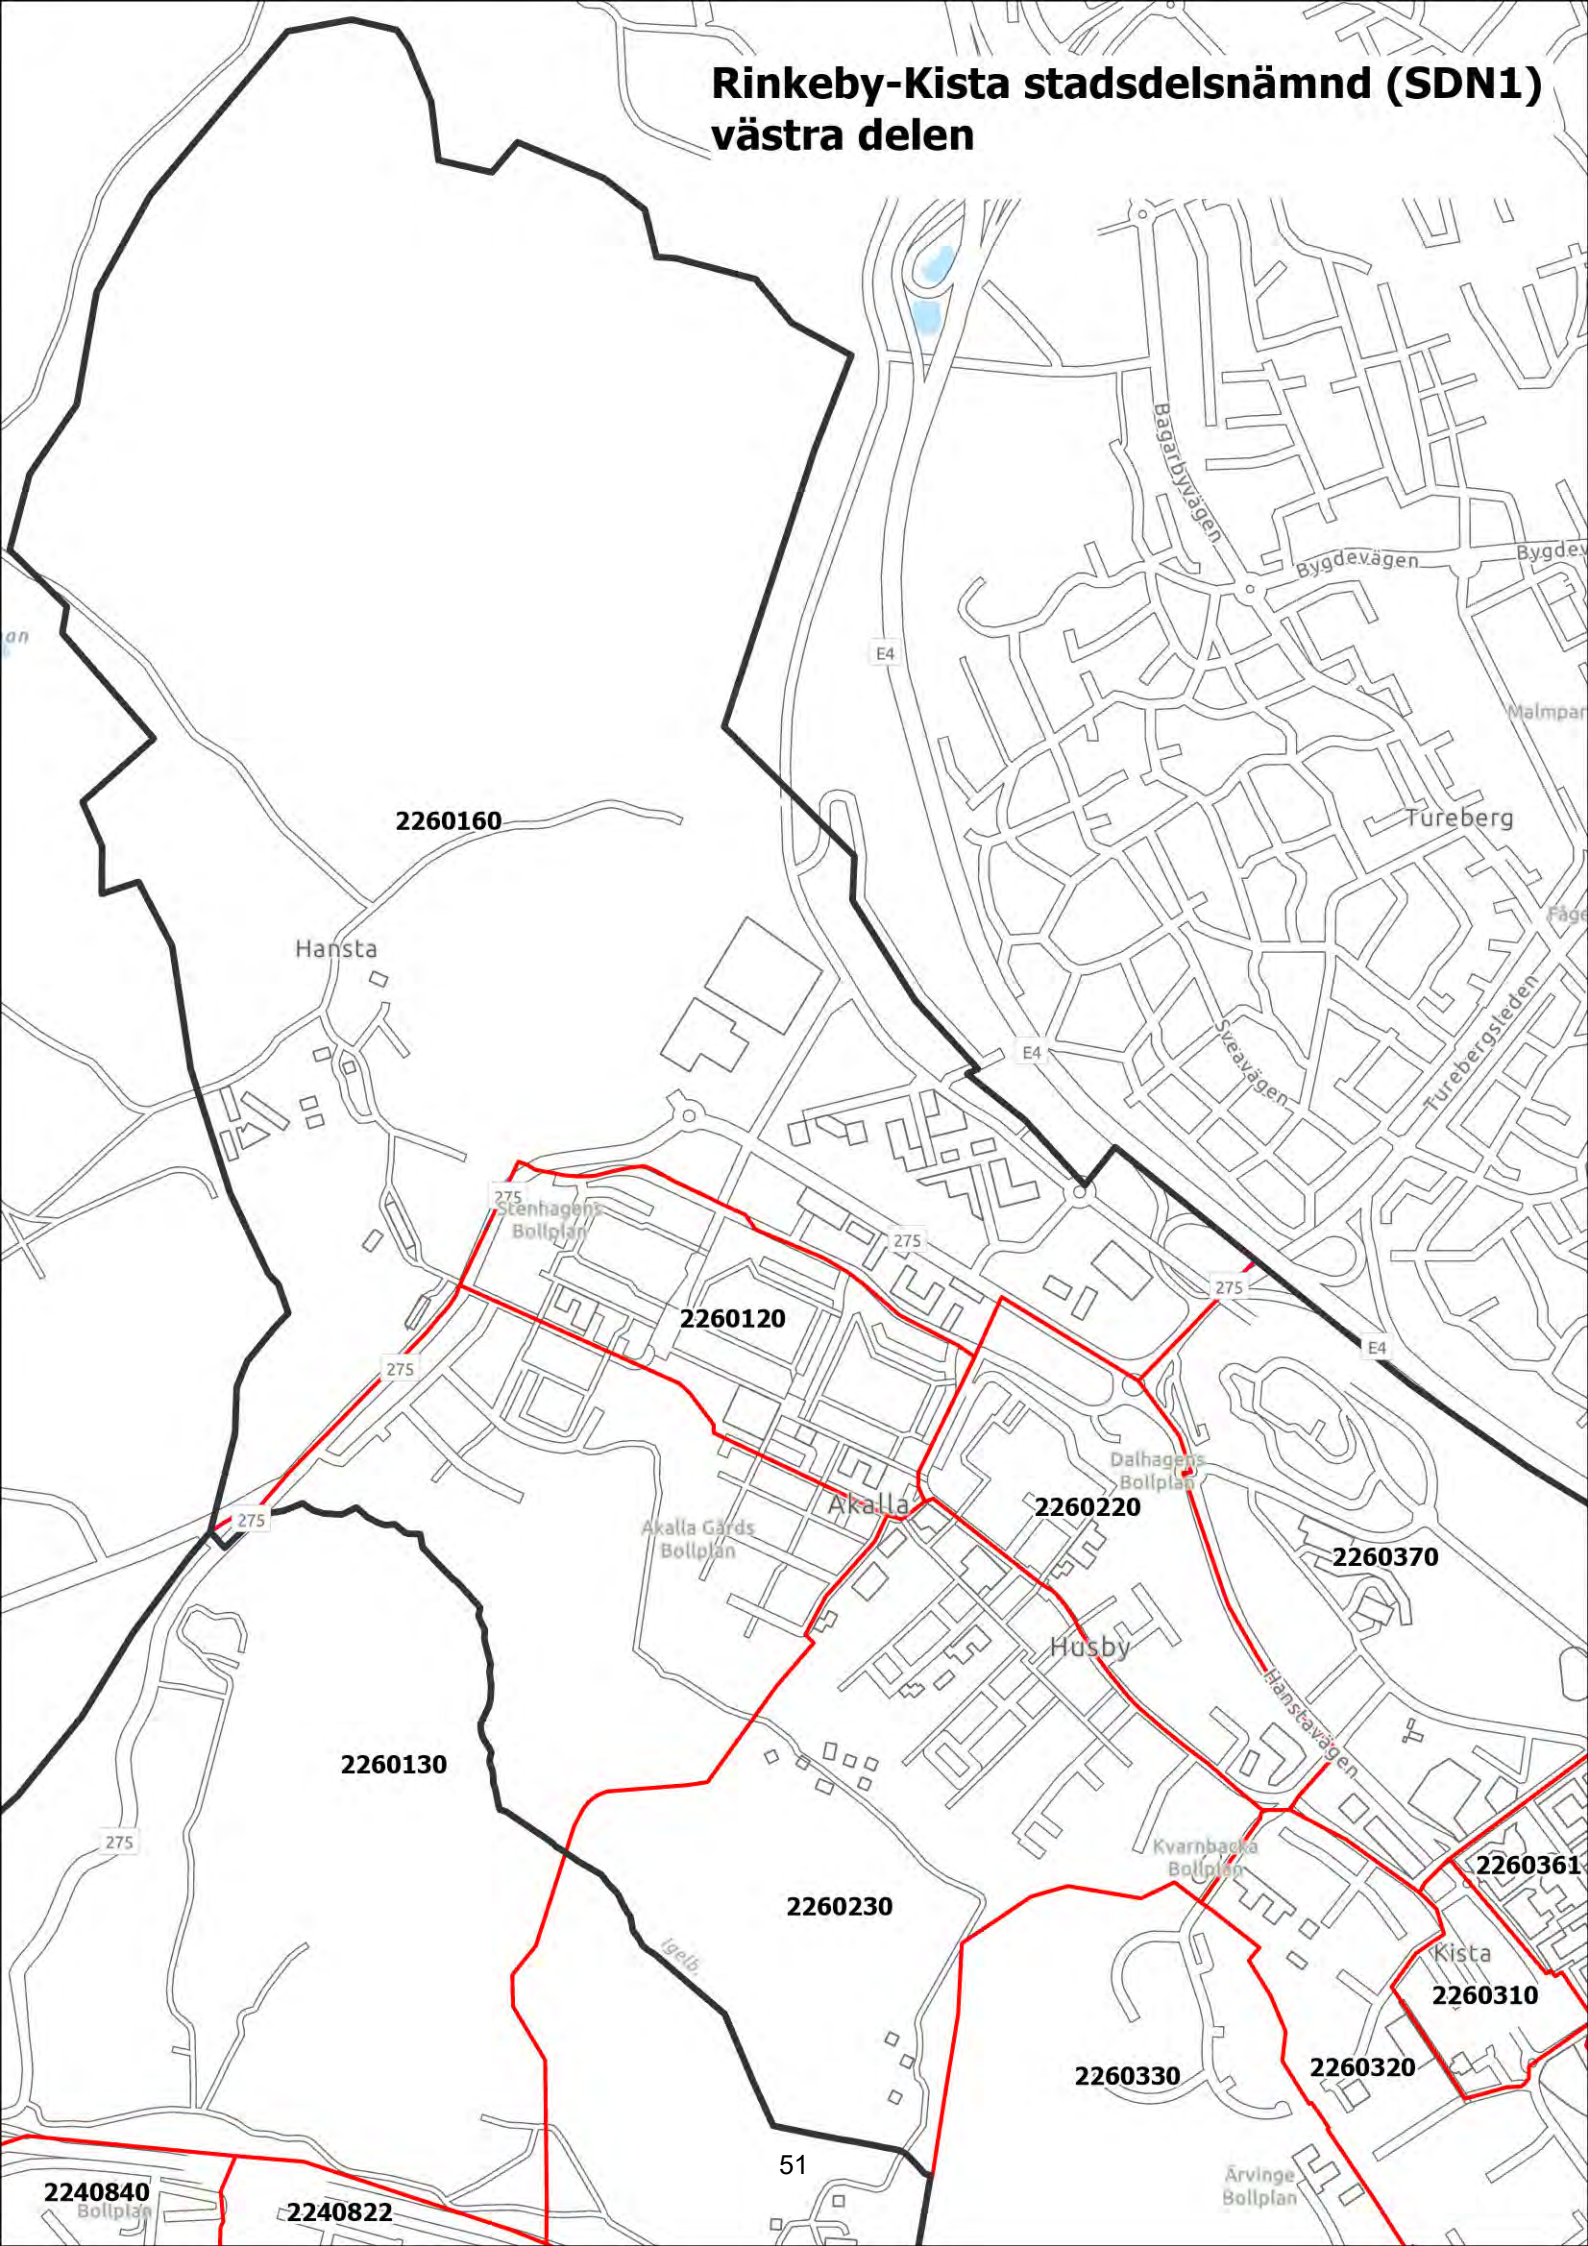 Rinkeby-Kista stadsdelsnämnd (SDN1)
västra delen
Bagarbyvägen
Bygdevägen
an
E4
Malmpar
Tureberg
2260160
Hansta
Turebergsleden
Sveavägen
E4
275
Stenhagens
Bollplan
275
275
2260120
E4
275
Dalhagens
Bollplan
Akalla
2260220
275
Akalla Gårds
Bollplan
2260370
Husby
Hanstavägen
2260130
275
Kvarnbacka
Bollplan
2260361
2260230
Igelb.
Kista
2260310
2260320
2260330
51
Ärvinge
Bollplan
2240840
Bollplan
2240822